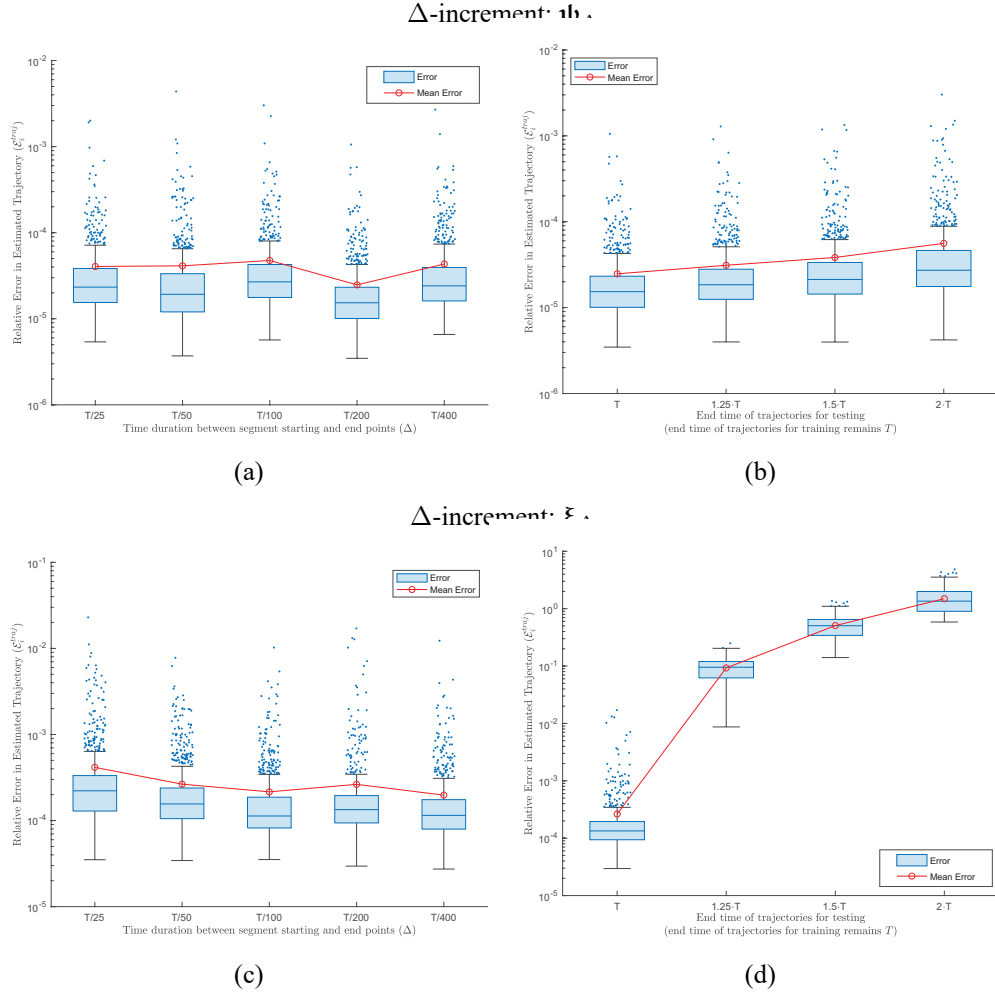 Δ-increment:
10⁻²
10⁻³
10⁻⁴
10⁻⁵
10⁻⁶
Relative Error in Estimated Trajectory (ℰᵢᵗʳᵃʲ)
Error
Mean Error
T/25 T/50 T/100 T/200 T/400
Time duration between segment starting and end points (Δ)
(a)
10⁻²
10⁻³
10⁻⁴
10⁻⁵
10⁻⁶
Relative Error in Estimated Trajectory (ℰᵢᵗʳᵃʲ)
Error
Mean Error
T 1.25·T 1.5·T 2·T
End time of trajectories for testing
(end time of trajectories for training remains T)
(b)
Δ-increment:
10⁻¹
10⁻²
10⁻³
10⁻⁴
10⁻⁵
Relative Error in Estimated Trajectory (ℰᵢᵗʳᵃʲ)
Error
Mean Error
T/25 T/50 T/100 T/200 T/400
Time duration between segment starting and end points (Δ)
(c)
10¹
10⁰
10⁻¹
10⁻²
10⁻³
10⁻⁴
10⁻⁵
Relative Error in Estimated Trajectory (ℰᵢᵗʳᵃʲ)
Error
Mean Error
T 1.25·T 1.5·T 2·T
End time of trajectories for testing
(end time of trajectories for training remains T)
(d)